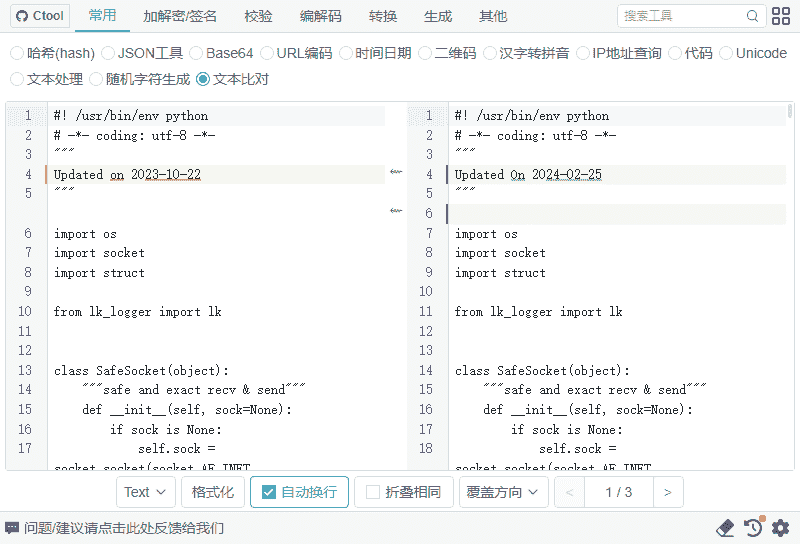 Ctool 常用 加解密/签名 校验 编解码 转换 生成 其他 搜索工具
哈希(hash) JSON工具 Base64 URL编码 时间日期 二维码 汉字转拼音 IP地址查询 代码 Unicode
文本处理 随机字符生成 文本比对
1 #! /usr/bin/env python
2 # -*- coding: utf-8 -*-
3 """
4 Updated on 2023-10-22
5 """
6 import os
7 import socket
8 import struct
9
10 from lk_logger import lk
11
12
13 class SafeSocket(object):
14 """safe and exact recv & send"""
15 def __init__(self, sock=None):
16 if sock is None:
17 self.sock =
socket.socket(socket.AF_INET
1 #! /usr/bin/env python
2 # -*- coding: utf-8 -*-
3 """
4 Updated On 2024-02-25
5 """
6
7 import os
8 import socket
9 import struct
10
11 from lk_logger import lk
12
13
14 class SafeSocket(object):
15 """safe and exact recv & send"""
16 def __init__(self, sock=None):
17 if sock is None:
18 self.sock =
socket.socket(socket.AF_INET
Text 格式化 自动换行 折叠相同 覆盖方向 < 1 / 3 >
问题/建议请点击此处反馈给我们